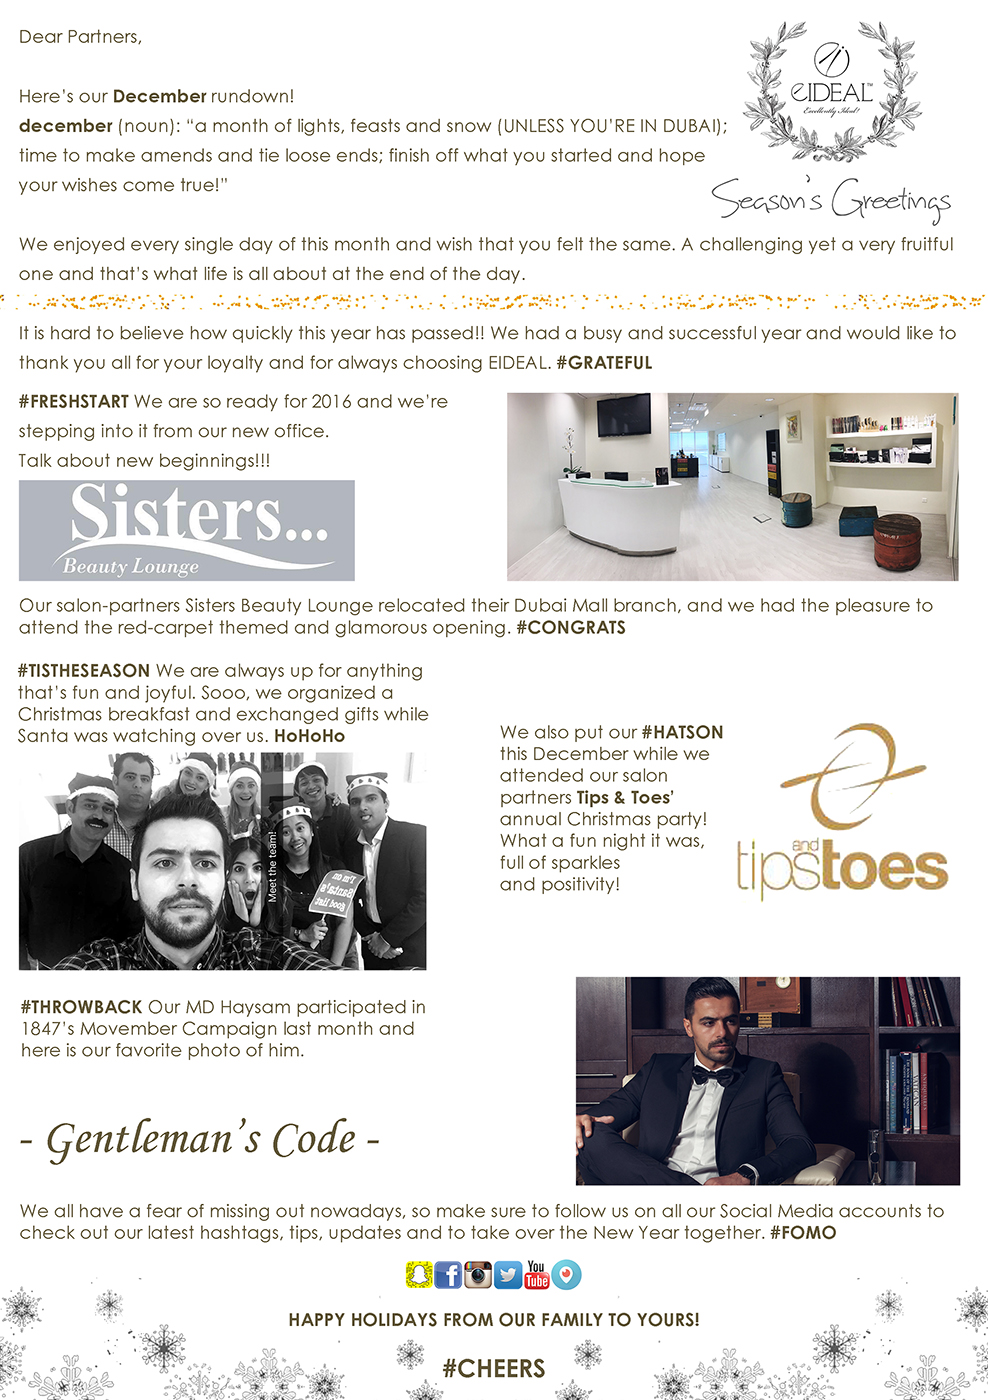 Dear Partners,
Here's our December rundown!
december (noun): “a month of lights, feasts and snow (UNLESS YOU'RE IN DUBAI);
time to make amends and tie loose ends; finish off what you started and hope
your wishes come true!”
eIDEAL™
Excellently Ideal!
Season's Greetings
We enjoyed every single day of this month and wish that you felt the same. A challenging yet a very fruitful
one and that's what life is all about at the end of the day.
It is hard to believe how quickly this year has passed!! We had a busy and successful year and would like to
thank you all for your loyalty and for always choosing EIDEAL. #GRATEFUL
#FRESHSTART We are so ready for 2016 and we're
stepping into it from our new office.
Talk about new beginnings!!!
Sisters...
Beauty Lounge
Our salon-partners Sisters Beauty Lounge relocated their Dubai Mall branch, and we had the pleasure to
attend the red-carpet themed and glamorous opening. #CONGRATS
#TISTHESEASON We are always up for anything
that's fun and joyful. Sooo, we organized a
Christmas breakfast and exchanged gifts while
Santa was watching over us. HoHoHo
Meet the team!
I'm on
Santa's
We also put our #HATSON
this December while we
attended our salon
partners Tips & Toes'
annual Christmas party!
What a fun night it was,
full of sparkles
and positivity!
tips and toes
#THROWBACK Our MD Haysam participated in
1847's Movember Campaign last month and
here is our favorite photo of him.
VATICAN
- Gentleman's Code -
We all have a fear of missing out nowadays, so make sure to follow us on all our Social Media accounts to
check out our latest hashtags, tips, updates and to take over the New Year together. #FOMO
You
Tube
HAPPY HOLIDAYS FROM OUR FAMILY TO YOURS!
#CHEERS